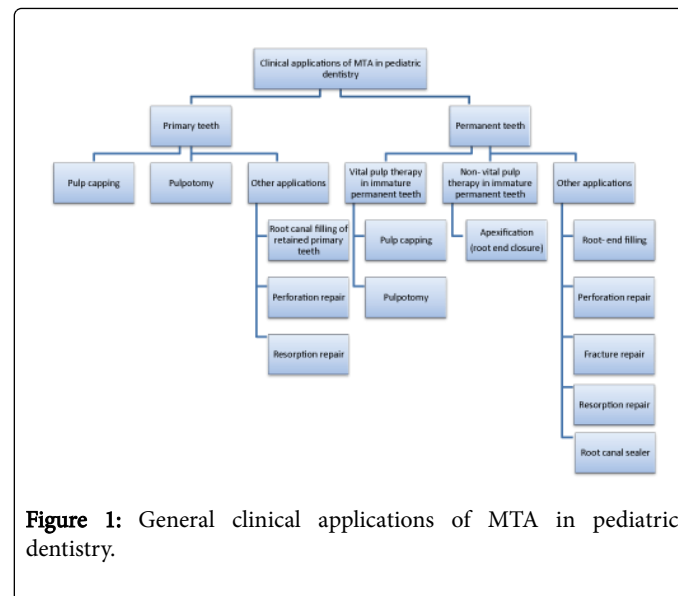 Clinical applications of MTA in pediatric
dentistry
Primary teeth
Permanent teeth
Pulp capping
Pulpotomy
Other applications
Vital pulp therapy
in immature
permanent teeth
Non- vital pulp
therapy in immature
permanent teeth
Other applications
Root canal filling of
retained primary
teeth
Perforation repair
Resorption repair
Pulp capping
Pulpotomy
Apexification
(root end closure)
Root- end filling
Perforation repair
Fracture repair
Resorption repair
Root canal sealer
Figure 1: General clinical applications of MTA in pediatric
dentistry.